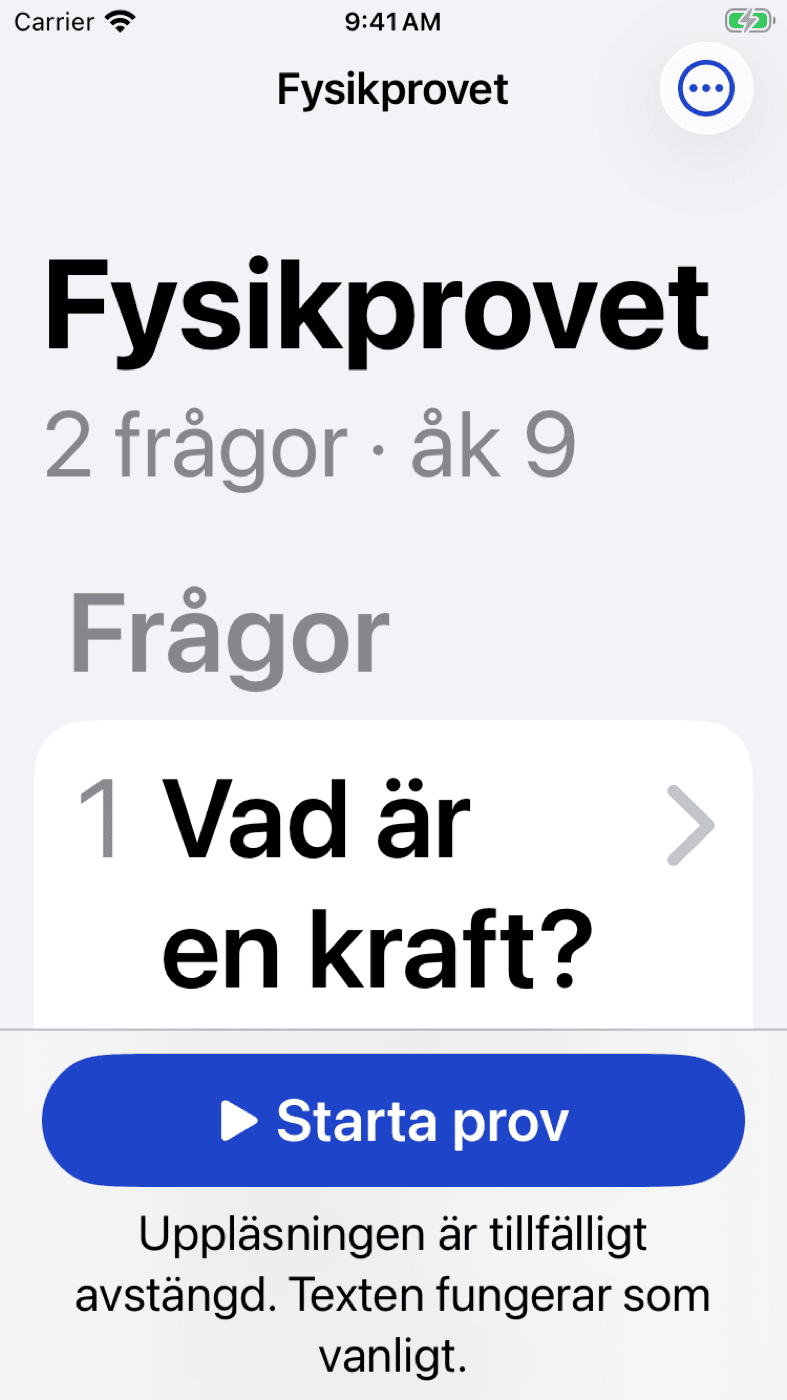 Carrier 9:41 AM
Fysikprovet
Fysikprovet
2 frågor · åk 9
Frågor
1 Vad är
en kraft?
Starta prov
Uppläsningen är tillfälligt
avstängd. Texten fungerar som
vanligt.